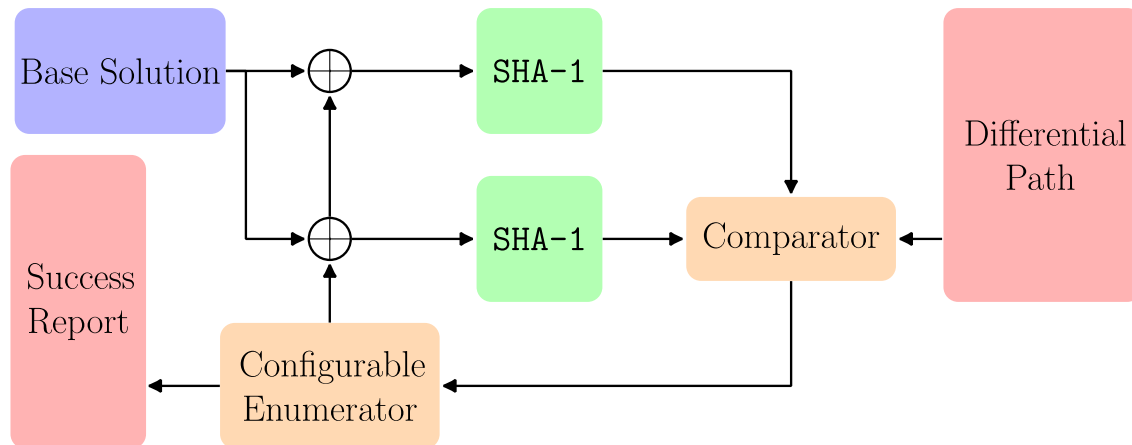 Base Solution
SHA-1
Differential
Path
SHA-1
Comparator
Success
Report
Configurable
Enumerator